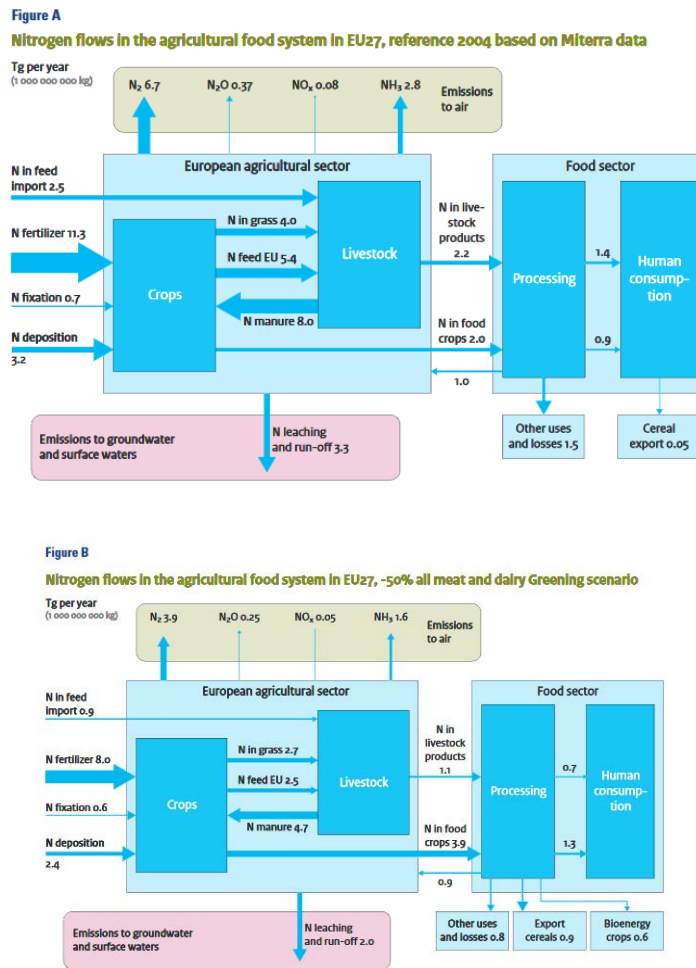 Figure A
Nitrogen flows in the agricultural food system in EU27, reference 2004 based on Miterra data
Tg per year
(1 000 000 000 kg)
N₂ 6.7
N₂O 0.37
NOₓ 0.08
NH₃ 2.8
Emissions
to air
European agricultural sector
Food sector
N in feed
import 2.5
N fertilizer 11.3
N fixation 0.7
N deposition
3.2
Crops
N in grass 4.0
N feed EU 5.4
N manure 8.0
Livestock
N in live-
stock
products
2.2
N in food
crops 2.0
1.0
Processing
1.4
0.9
Human
consump-
tion
Emissions to groundwater
and surface waters
N leaching
and run-off 3.3
Other uses
and losses 1.5
Cereal
export 0.05
Figure B
Nitrogen flows in the agricultural food system in EU27, -50% all meat and dairy Greening scenario
Tg per year
(1 000 000 000 kg)
N₂ 3.9
N₂O 0.25
NOₓ 0.05
NH₃ 1.6
Emissions
to air
European agricultural sector
Food sector
N in feed
import 0.9
N fertilizer 8.0
N fixation 0.6
N deposition
2.4
Crops
N in grass 2.7
N feed EU 2.5
N manure 4.7
Livestock
N in
livestock
products
1.1
N in food
crops 3.9
0.9
Processing
0.7
1.3
Human
consump-
tion
Emissions to groundwater
and surface waters
N leaching
and run-off 2.0
Other uses
and losses 0.8
Export
cereals 0.9
Bioenergy
crops 0.6